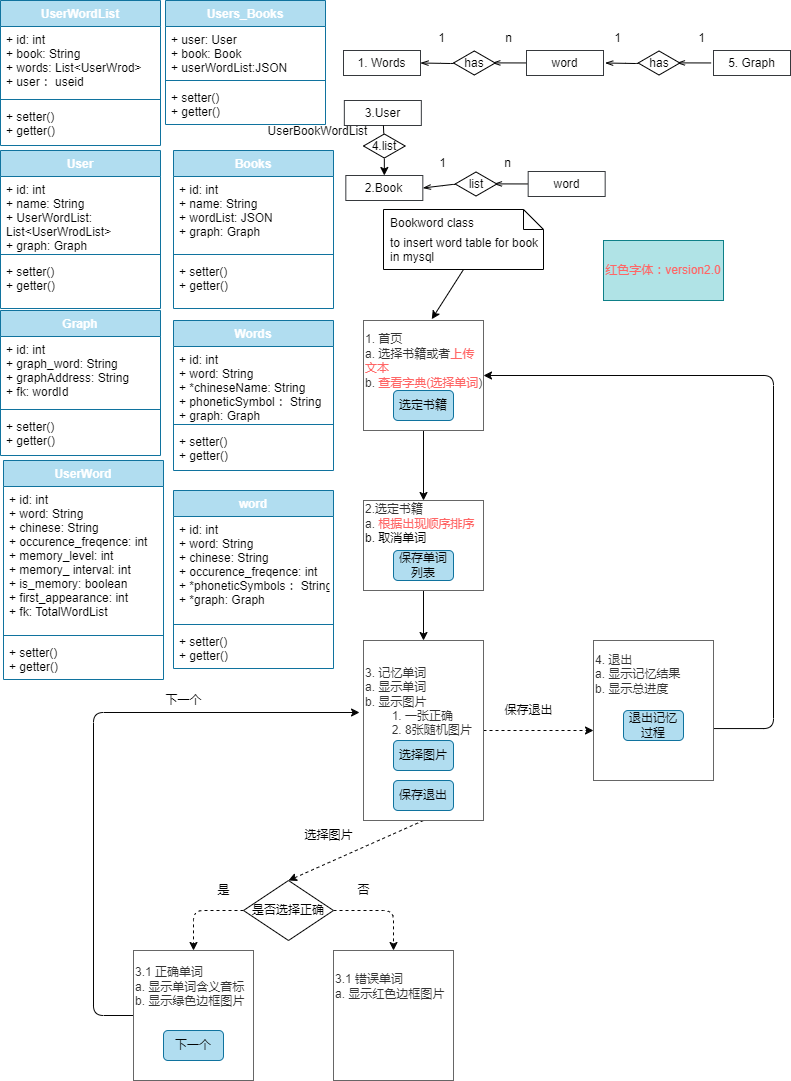 UserWordList
+ id: int
+ book: String
+ words: List<UserWrod>
+ user： useid
+ setter()
+ getter()
Users_Books
+ user: User
+ book: Book
+ userWordList:JSON
+ setter()
+ getter()
1
n
1
1
1. Words
has
word
has
5. Graph
3.User
UserBookWordList
4.list
1
n
2.Book
list
word
User
+ id: int
+ name: String
+ UserWordList:
List<UserWrodList>
+ graph: Graph
+ setter()
+ getter()
Books
+ id: int
+ name: String
+ wordList: JSON
+ graph: Graph
+ setter()
+ getter()
Bookword class
to insert word table for book
in mysql
红色字体：version2.0
Graph
+ id: int
+ graph_word: String
+ graphAddress: String
+ fk: wordId
+ setter()
+ getter()
Words
+ id: int
+ word: String
+ *chineseName: String
+ phoneticSymbol： String
+ graph: Graph
+ setter()
+ getter()
1. 首页
a. 选择书籍或者上传
文本
b. 查看字典(选择单词)
选定书籍
UserWord
+ id: int
+ word: String
+ chinese: String
+ occurence_freqence: int
+ memory_level: int
+ memory_ interval: int
+ is_memory: boolean
+ first_appearance: int
+ fk: TotalWordList
+ setter()
+ getter()
word
+ id: int
+ word: String
+ chinese: String
+ occurence_freqence: int
+ *phoneticSymbols： String
+ *graph: Graph
+ setter()
+ getter()
2.选定书籍
a. 根据出现顺序排序
b. 取消单词
保存单词
列表
3. 记忆单词
a. 显示单词
b. 显示图片
1. 一张正确
2. 8张随机图片
选择图片
保存退出
保存退出
4. 退出
a. 显示记忆结果
b. 显示总进度
退出记忆
过程
下一个
选择图片
是
否
是否选择正确
3.1 正确单词
a. 显示单词含义音标
b. 显示绿色边框图片
下一个
3.1 错误单词
a. 显示红色边框图片